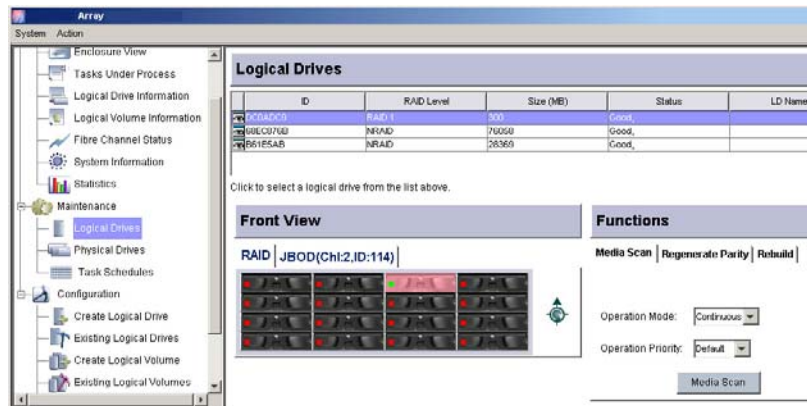 Array
System Action
Enclosure View
Tasks Under Process
Logical Drive Information
Logical Volume Information
Fibre Channel Status
System Information
Statistics
Maintenance
Logical Drives
Physical Drives
Task Schedules
Configuration
Create Logical Drive
Existing Logical Drives
Create Logical Volume
Existing Logical Volumes
Logical Drives
ID RAID Level Size (MB) Status LD Name
RAID 1 300 Good,
NRAID 76058 Good,
B61E5AB NRAID 28369 Good,
Click to select a logical drive from the list above.
Front View
RAID JBOD(Chl:2,ID:114)
Functions
Media Scan Regenerate Parity Rebuild
Operation Mode: Continuous
Operation Priority: Default
Media Scan